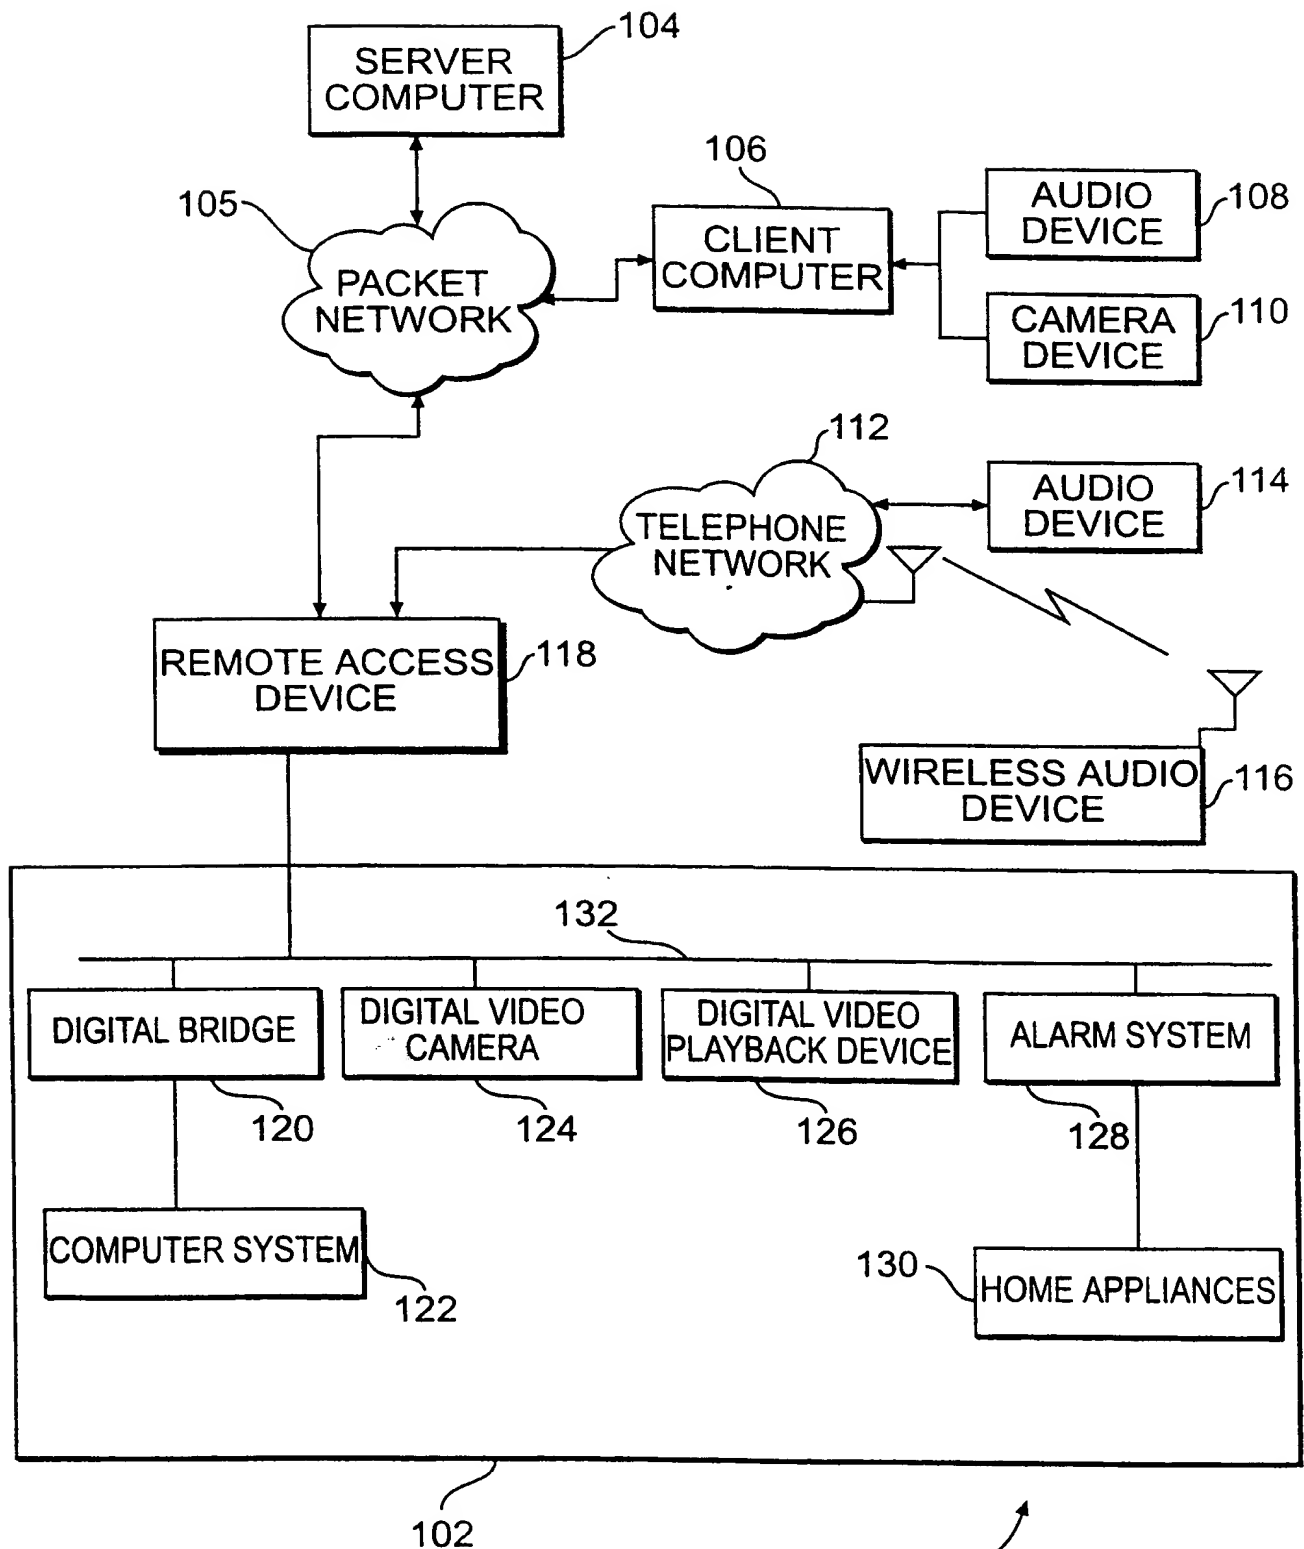 104
SERVER
COMPUTER
106
105
AUDIO
DEVICE
108
CLIENT
COMPUTER
PACKET
NETWORK
CAMERA
DEVICE
110
112
AUDIO
DEVICE
114
TELEPHONE
NETWORK
REMOTE ACCESS
DEVICE
118
WIRELESS AUDIO
DEVICE
116
132
DIGITAL BRIDGE
DIGITAL VIDEO
CAMERA
DIGITAL VIDEO
PLAYBACK DEVICE
ALARM SYSTEM
120
124
126
128
COMPUTER SYSTEM
122
130
HOME APPLIANCES
102